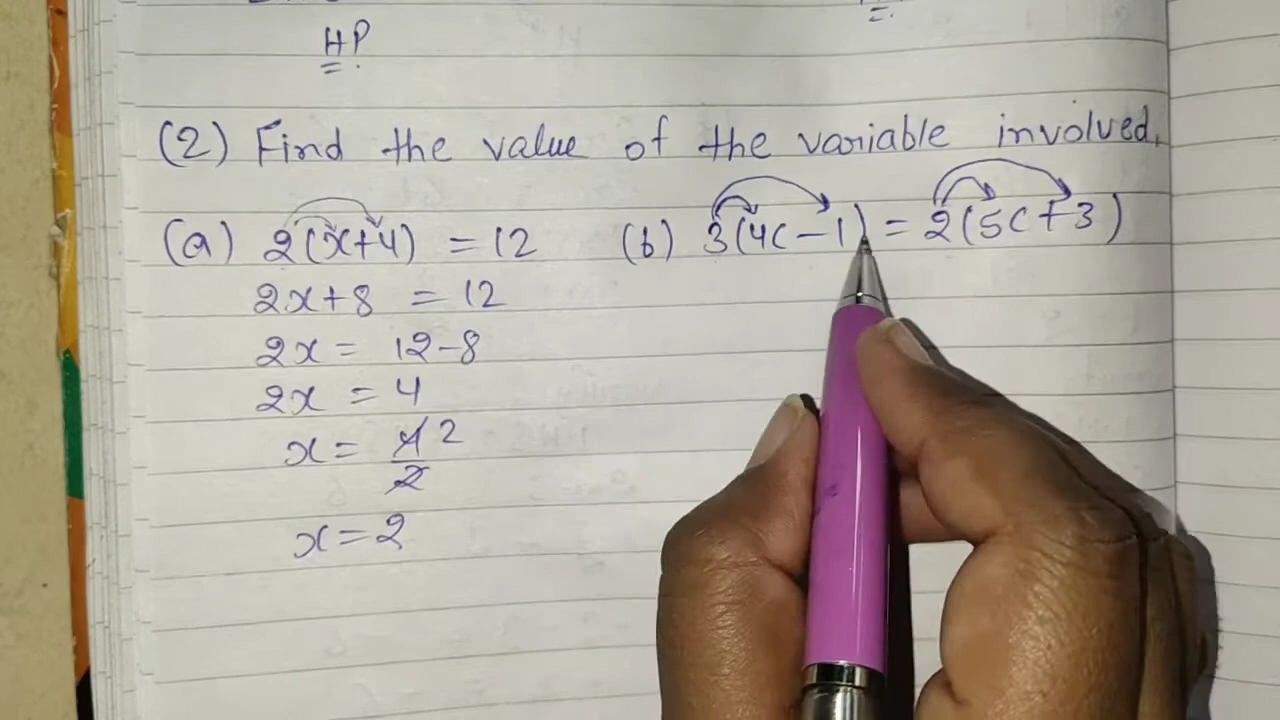 HP
(2) Find the value of the variable involved.
(a) 2(x+4) = 12
2x+8 = 12
2x = 12-8
2x = 4
x = 4/2 2
x = 2
(b) 3(4c-1) = 2(5c+3)